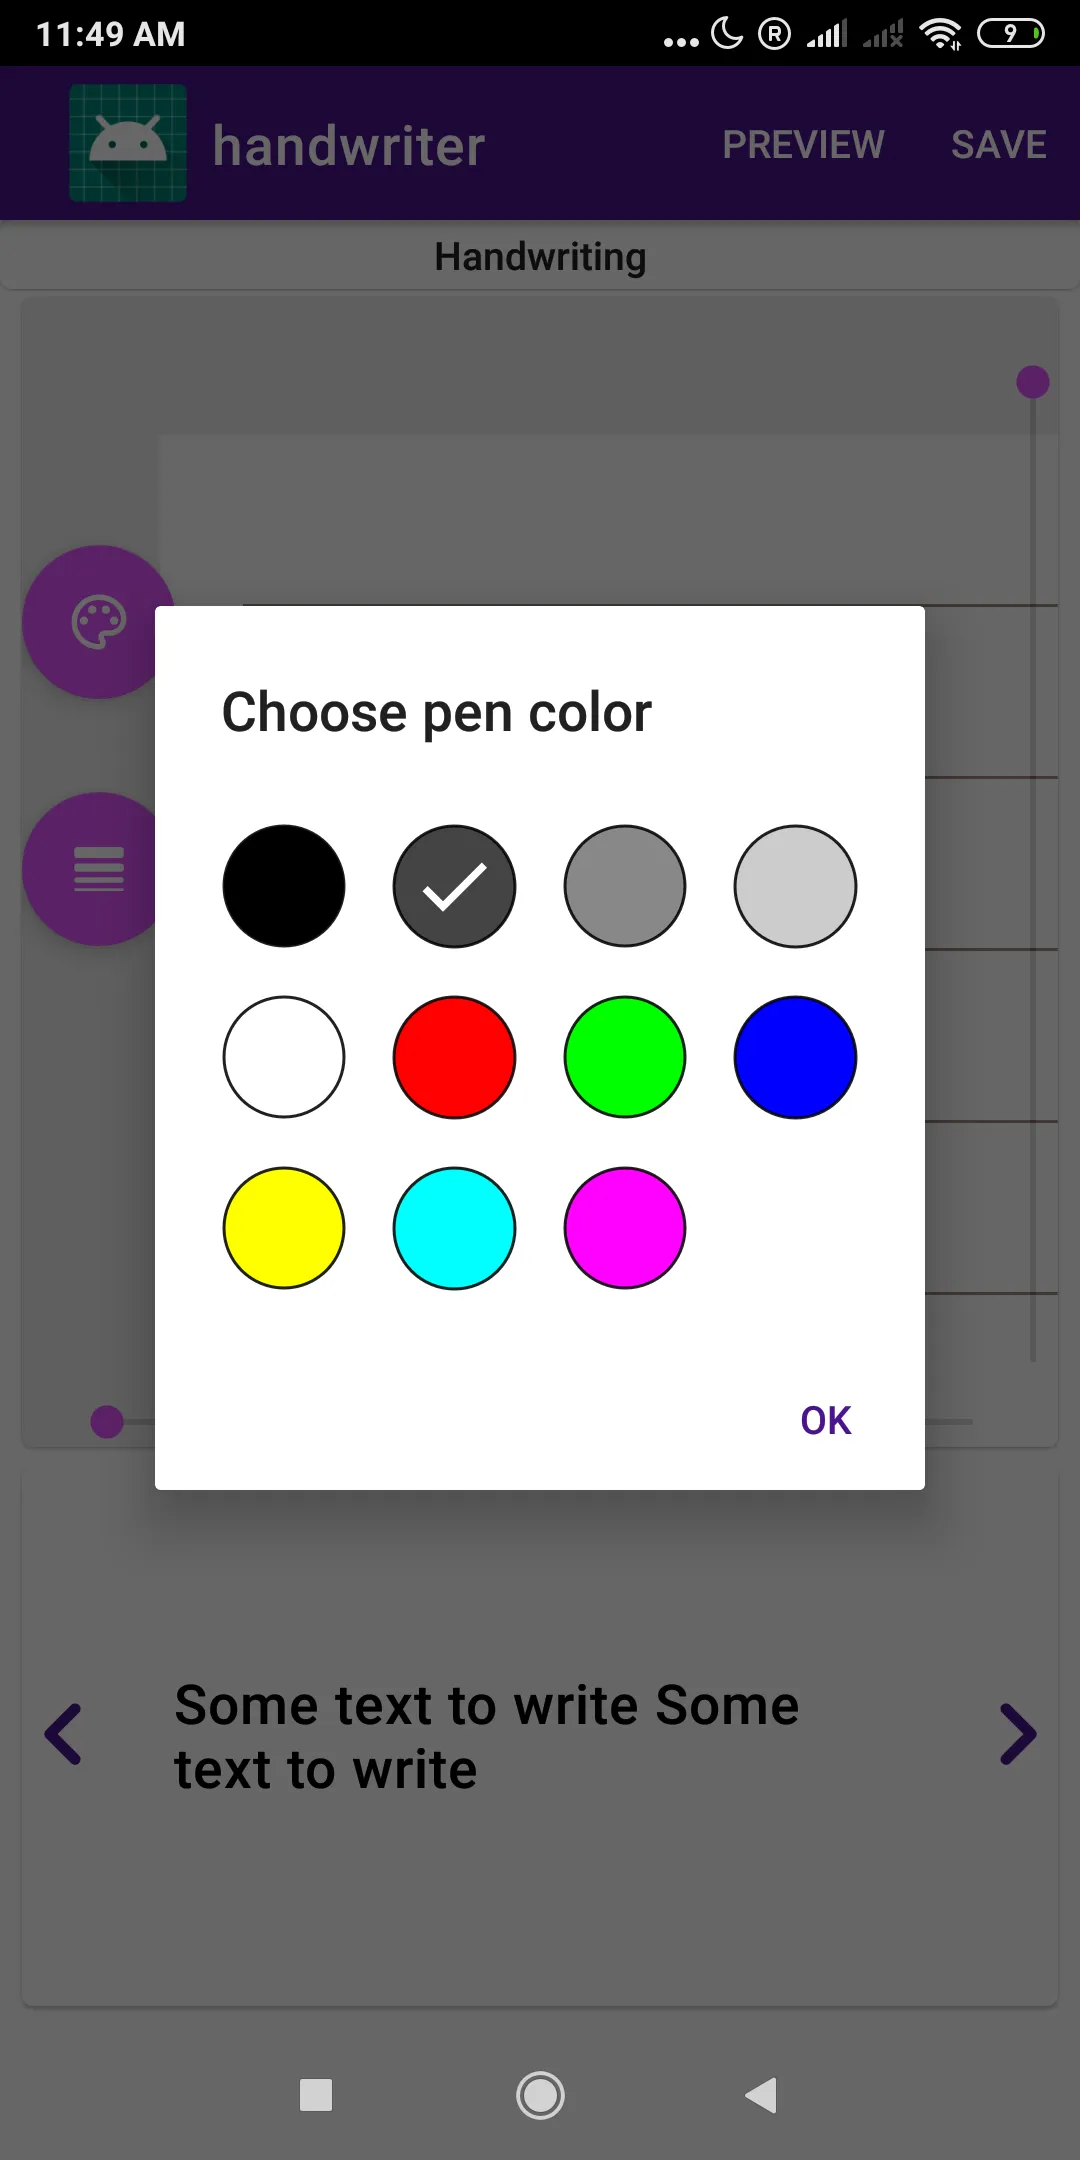 11:49 AM
R
9
handwriter
PREVIEW
SAVE
Handwriting
Choose pen color
OK
Some text to write Some
text to write